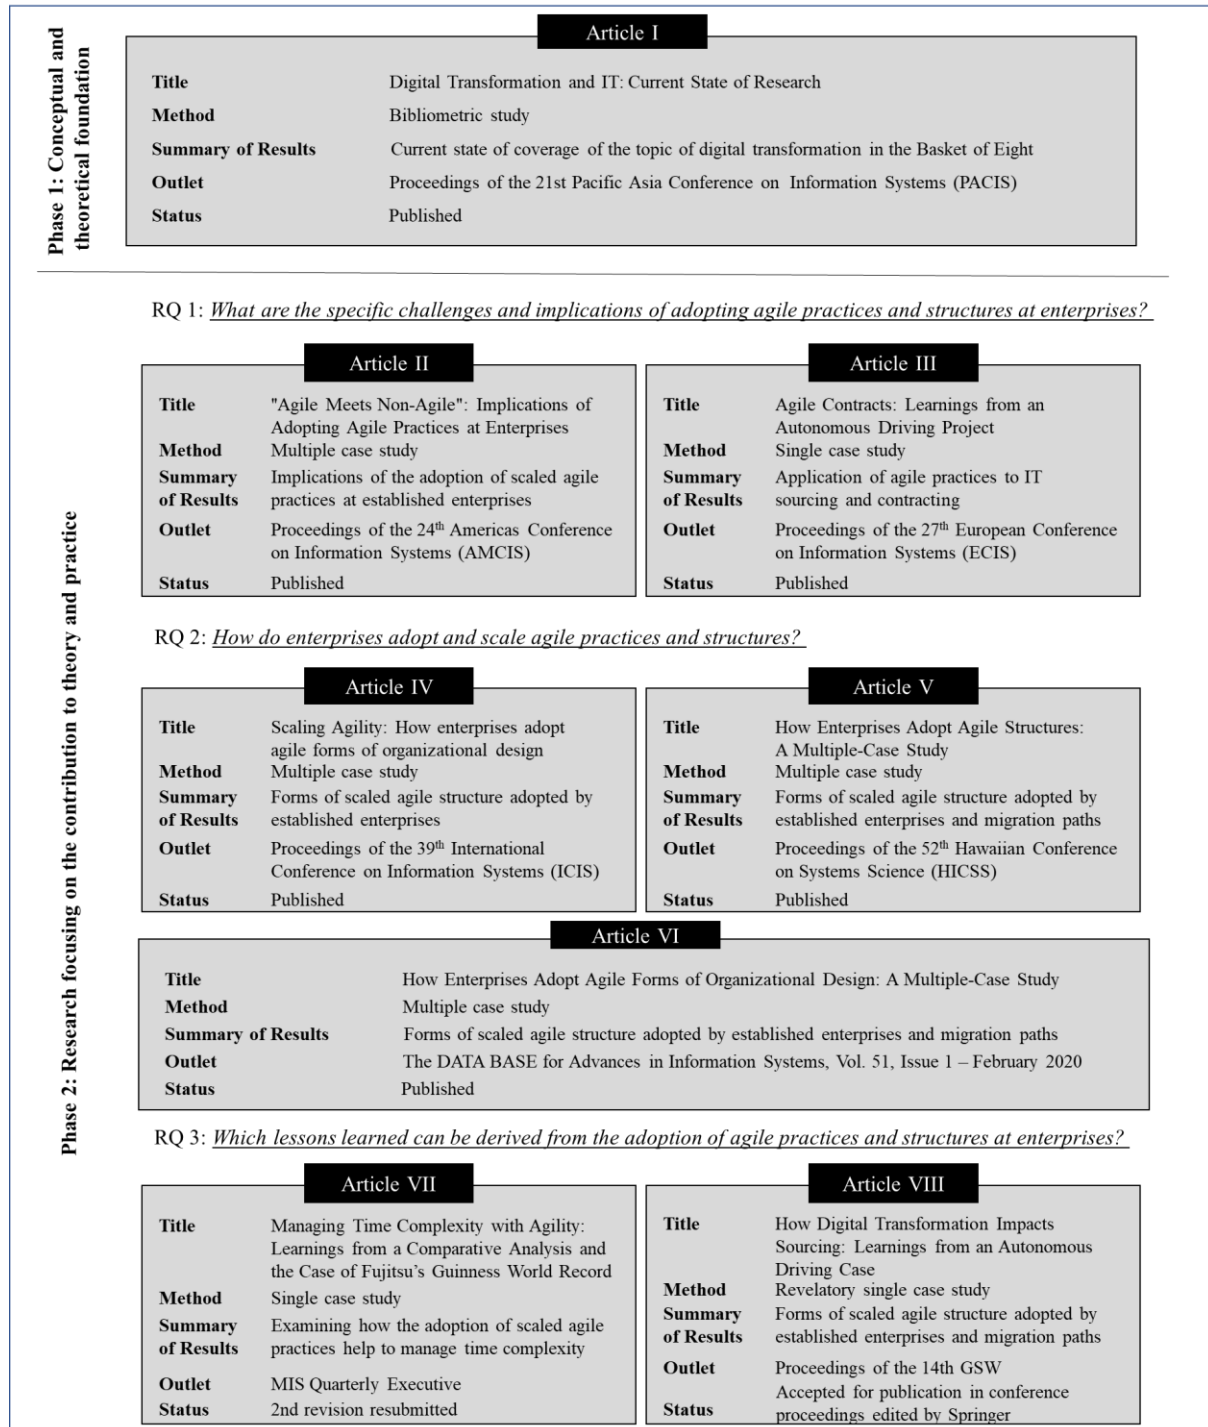 Phase 1: Conceptual and
theoretical foundation
Article I
Title Digital Transformation and IT: Current State of Research
Method Bibliometric study
Summary of Results Current state of coverage of the topic of digital transformation in the Basket of Eight
Outlet Proceedings of the 21st Pacific Asia Conference on Information Systems (PACIS)
Status Published
Phase 2: Research focusing on the contribution to theory and practice
RQ 1: What are the specific challenges and implications of adopting agile practices and structures at enterprises?
Article II
Title "Agile Meets Non-Agile": Implications of
Adopting Agile Practices at Enterprises
Method Multiple case study
Summary Implications of the adoption of scaled agile
of Results practices at established enterprises
Outlet Proceedings of the 24th Americas Conference
on Information Systems (AMCIS)
Status Published
Article III
Title Agile Contracts: Learnings from an
Autonomous Driving Project
Method Single case study
Summary Application of agile practices to IT
of Results sourcing and contracting
Outlet Proceedings of the 27th European Conference
on Information Systems (ECIS)
Status Published
RQ 2: How do enterprises adopt and scale agile practices and structures?
Article IV
Title Scaling Agility: How enterprises adopt
agile forms of organizational design
Method Multiple case study
Summary Forms of scaled agile structure adopted by
of Results established enterprises
Outlet Proceedings of the 39th International
Conference on Information Systems (ICIS)
Status Published
Article V
Title How Enterprises Adopt Agile Structures:
A Multiple-Case Study
Method Multiple case study
Summary Forms of scaled agile structure adopted by
of Results established enterprises and migration paths
Outlet Proceedings of the 52th Hawaiian Conference
on Systems Science (HICSS)
Status Published
Article VI
Title How Enterprises Adopt Agile Forms of Organizational Design: A Multiple-Case Study
Method Multiple case study
Summary of Results Forms of scaled agile structure adopted by established enterprises and migration paths
Outlet The DATA BASE for Advances in Information Systems, Vol. 51, Issue 1 – February 2020
Status Published
RQ 3: Which lessons learned can be derived from the adoption of agile practices and structures at enterprises?
Article VII
Title Managing Time Complexity with Agility:
Learnings from a Comparative Analysis and
the Case of Fujitsu’s Guinness World Record
Method Single case study
Summary Examining how the adoption of scaled agile
of Results practices help to manage time complexity
Outlet MIS Quarterly Executive
Status 2nd revision resubmitted
Article VIII
Title How Digital Transformation Impacts
Sourcing: Learnings from an Autonomous
Driving Case
Method Revelatory single case study
Summary Forms of scaled agile structure adopted by
of Results established enterprises and migration paths
Outlet Proceedings of the 14th GSW
Accepted for publication in conference
Status proceedings edited by Springer